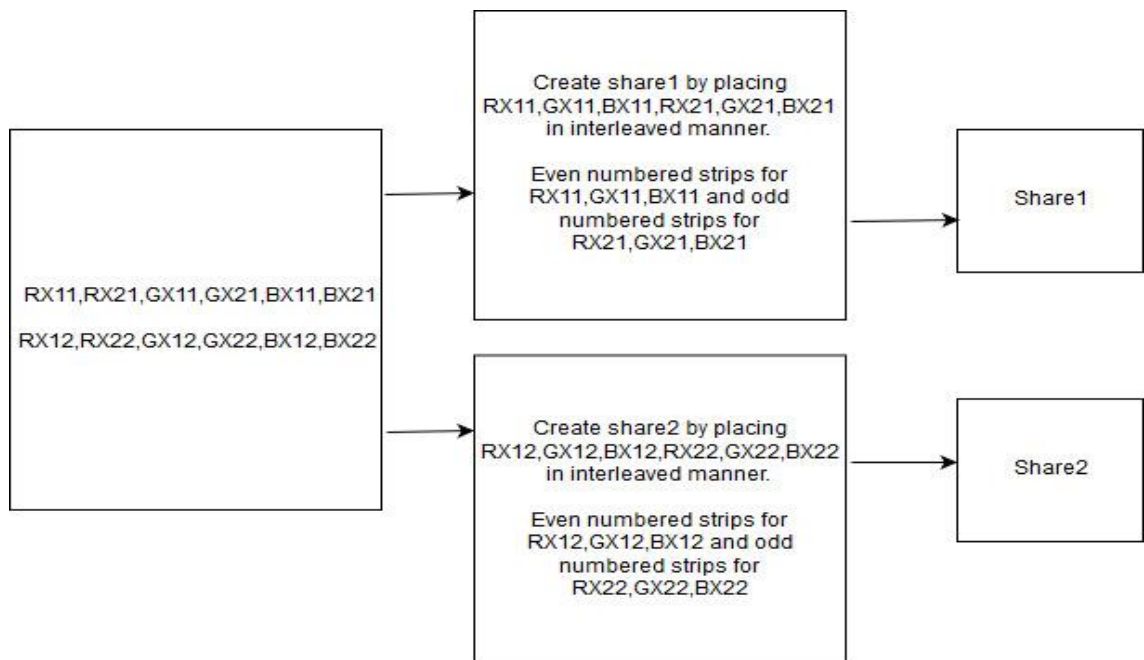 RX11,RX21,GX11,GX21,BX11,BX21
RX12,RX22,GX12,GX22,BX12,BX22
Create share1 by placing
RX11,GX11,BX11,RX21,GX21,BX21
in interleaved manner.
Even numbered strips for
RX11,GX11,BX11 and odd
numbered strips for
RX21,GX21,BX21
Share1
Create share2 by placing
RX12,GX12,BX12,RX22,GX22,BX22
in interleaved manner.
Even numbered strips for
RX12,GX12,BX12 and odd
numbered strips for
RX22,GX22,BX22
Share2